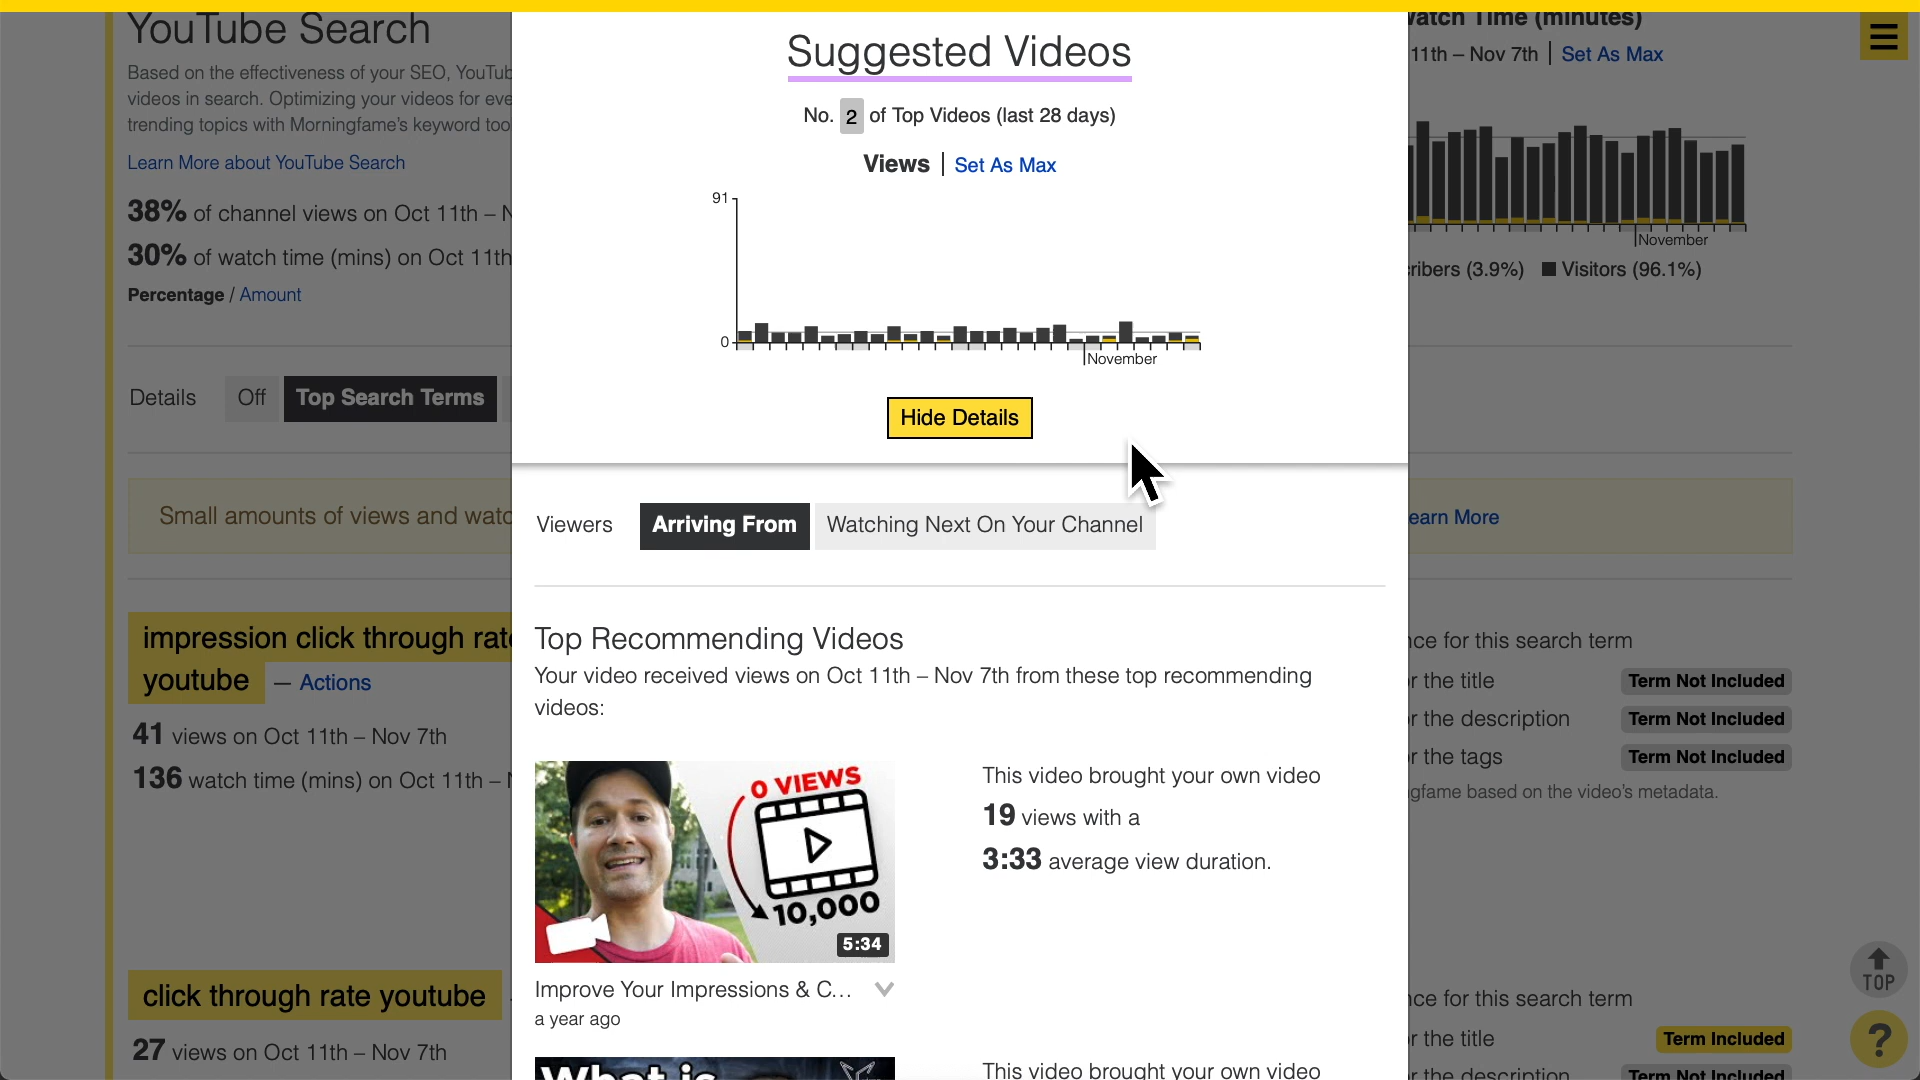 YouTube Search
Based on the effectiveness of your SEO, YouTub
videos in search. Optimizing your videos for eve
trending topics with Morningfame's keyword too
Learn More about YouTube Search
38% of channel views on Oct 11th – N
30% of watch time (mins) on Oct 11th
Percentage / Amount
Details Off Top Search Terms
Small amounts of views and watc
impression click through rate
youtube — Actions
41 views on Oct 11th – Nov 7th
136 watch time (mins) on Oct 11th – N
click through rate youtube
27 views on Oct 11th – Nov 7th
Suggested Videos
No. 2 of Top Videos (last 28 days)
Views | Set As Max
91
0
November
Hide Details
Viewers Arriving From Watching Next On Your Channel
Top Recommending Videos
Your video received views on Oct 11th – Nov 7th from these top recommending
videos:
0 VIEWS
10,000
5:34
Improve Your Impressions & C...
a year ago
This video brought your own video
19 views with a
3:33 average view duration.
What is
This video brought your own video
Watch Time (minutes)
11th – Nov 7th | Set As Max
November
cribers (3.9%) Visitors (96.1%)
earn More
nce for this search term
or the title Term Not Included
or the description Term Not Included
or the tags Term Not Included
gfame based on the video's metadata.
nce for this search term
or the title Term Included
or the description Term Not Included
TOP
?